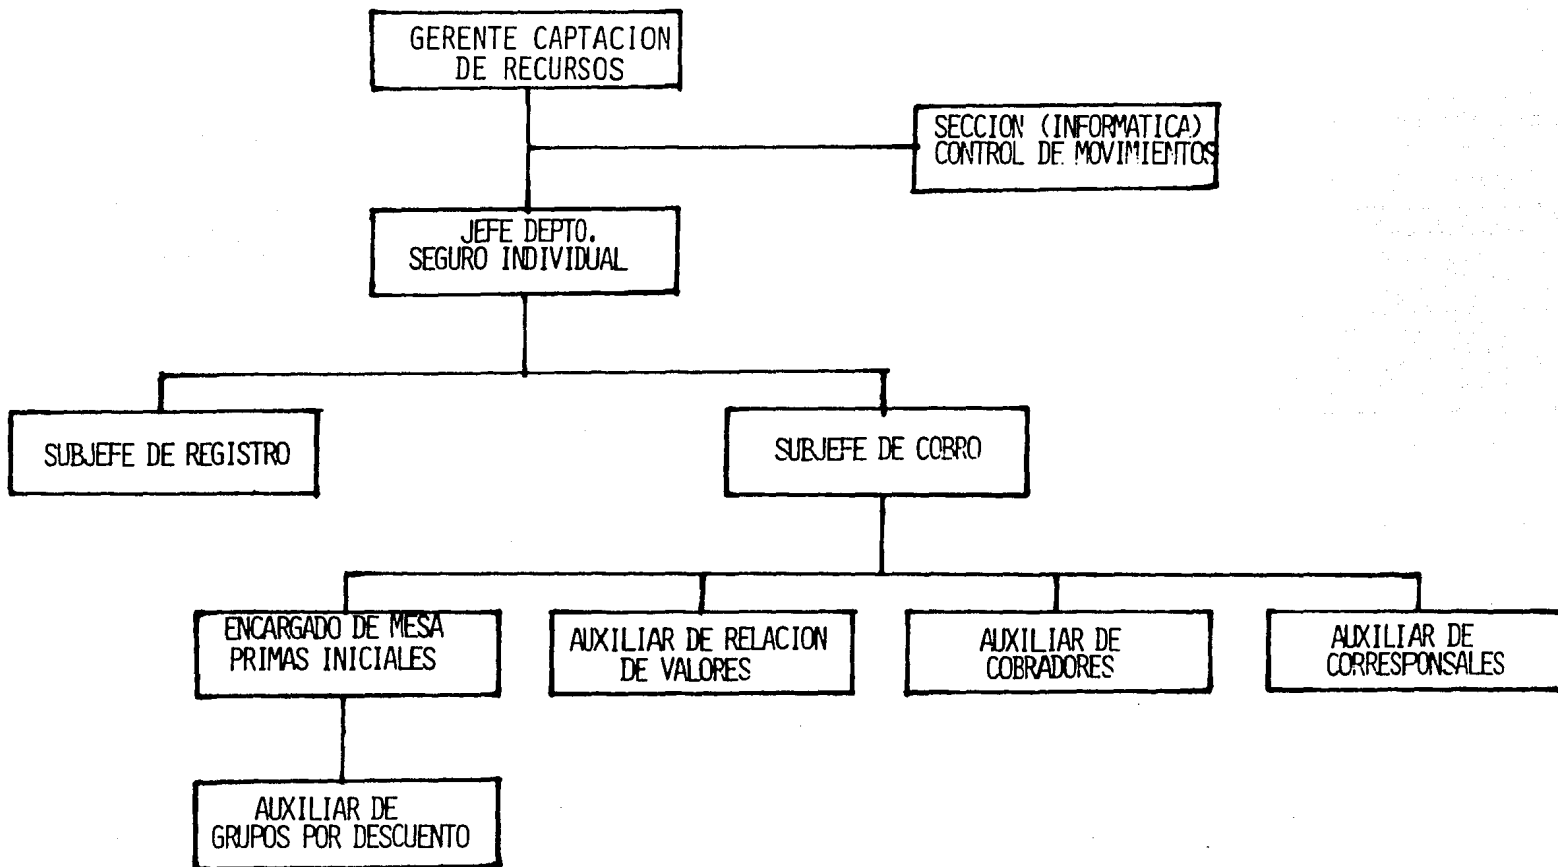 GERENTE CAPTACION
DE RECURSOS
SECCION (INFORMATICA)
CONTROL DE MOVIMIENTOS
JEFE DEPTO.
SEGURO INDIVIDUAL
SUBJEFE DE REGISTRO
SUBJEFE DE COBRO
ENCARGADO DE MESA
PRIMAS INICIALES
AUXILIAR DE RELACION
DE VALORES
AUXILIAR DE
COBRADORES
AUXILIAR DE
CORRESPONSALES
AUXILIAR DE
GRUPOS POR DESCUENTO